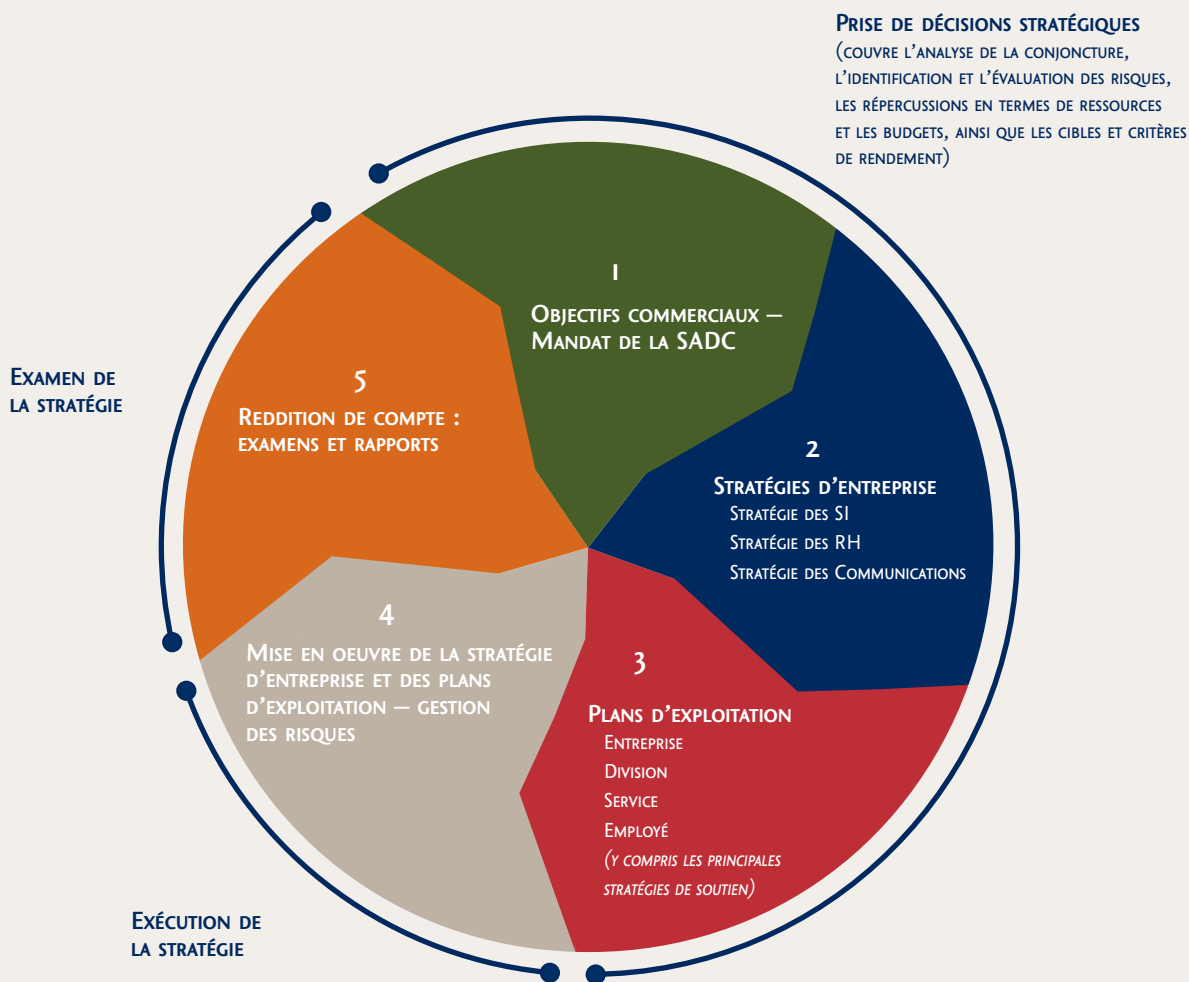 Prise de décisions stratégiques
(couvre l'analyse de la conjoncture,
l'identification et l'évaluation des risques,
les répercussions en termes de ressources
et les budgets, ainsi que les cibles et critères
de rendement)
1
Objectifs commerciaux –
Mandat de la SADC
2
Stratégies d'entreprise
Stratégie des SI
Stratégie des RH
Stratégie des Communications
3
Plans d'exploitation
Entreprise
Division
Service
Employé
(y compris les principales
stratégies de soutien)
4
Mise en oeuvre de la stratégie
d'entreprise et des plans
d'exploitation – gestion
des risques
5
Reddition de compte :
examens et rapports
Examen de
la stratégie
Exécution de
la stratégie